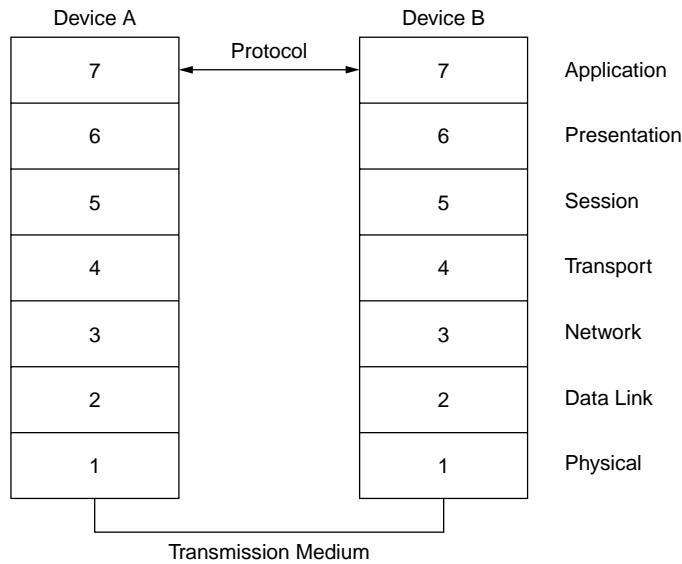 Device A
Device B
Protocol
7
7
Application
6
6
Presentation
5
5
Session
4
4
Transport
3
3
Network
2
2
Data Link
1
1
Physical
Transmission Medium